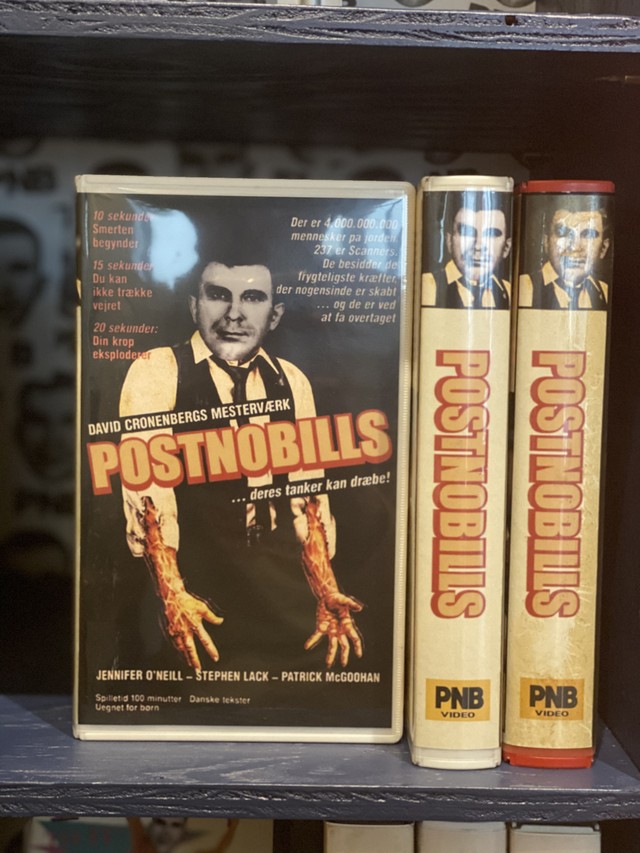 10 sekunder
Smerten
begynder
15 sekunder
Du kan
ikke trække
vejret
20 sekunder:
Din krop
eksploderer
Der er 4.000.000.000
mennesker på jorden.
237 er Scanners.
De besidder de
frygteligste kræfter,
der nogensinde er skabt
... og de er ved
at få overtaget
DAVID CRONENBERGS MESTERVÆRK
POSTNOBILLS
... deres tanker kan dræbe!
JENNIFER O'NEILL – STEPHEN LACK – PATRICK McGOOHAN
Spilletid 100 minutter Danske tekster
Uegnet for børn
POSTNOBILLS
PNB
VIDEO
POSTNOBILLS
PNB
VIDEO
PNB